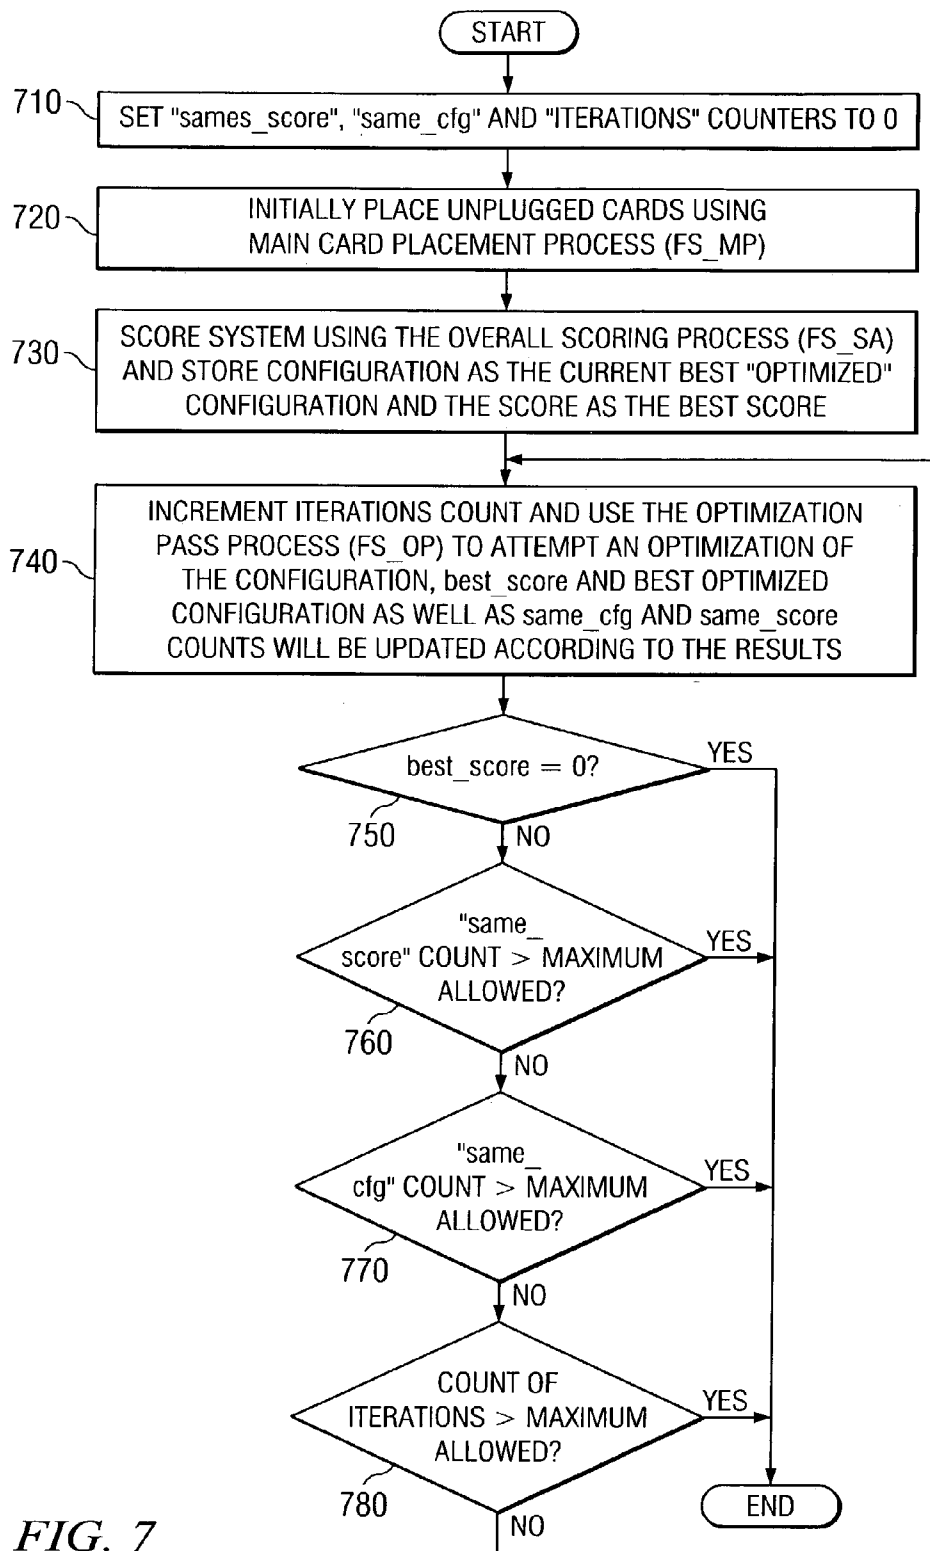 START
710
SET "sames_score", "same_cfg" AND "ITERATIONS" COUNTERS TO 0
720
INITIALLY PLACE UNPLUGGED CARDS USING
MAIN CARD PLACEMENT PROCESS (FS_MP)
730
SCORE SYSTEM USING THE OVERALL SCORING PROCESS (FS_SA)
AND STORE CONFIGURATION AS THE CURRENT BEST "OPTIMIZED"
CONFIGURATION AND THE SCORE AS THE BEST SCORE
740
INCREMENT ITERATIONS COUNT AND USE THE OPTIMIZATION
PASS PROCESS (FS_OP) TO ATTEMPT AN OPTIMIZATION OF
THE CONFIGURATION, best_score AND BEST OPTIMIZED
CONFIGURATION AS WELL AS same_cfg AND same_score
COUNTS WILL BE UPDATED ACCORDING TO THE RESULTS
best_score = 0?
YES
750
NO
"same_
score" COUNT > MAXIMUM
ALLOWED?
YES
760
NO
"same_
cfg" COUNT > MAXIMUM
ALLOWED?
YES
770
NO
COUNT OF
ITERATIONS > MAXIMUM
ALLOWED?
YES
780
NO
END
FIG. 7